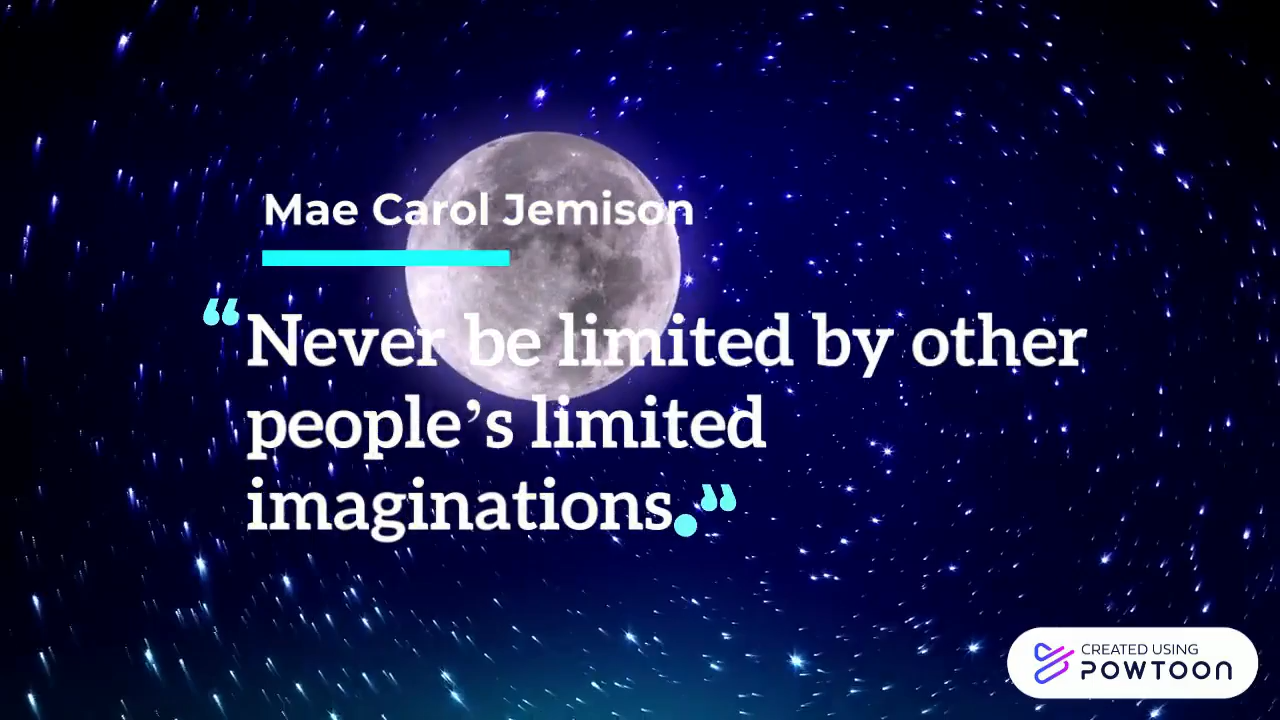 Mae Carol Jemison
“Never be limited by other
people’s limited
imaginations.”
CREATED USING
POWTOON